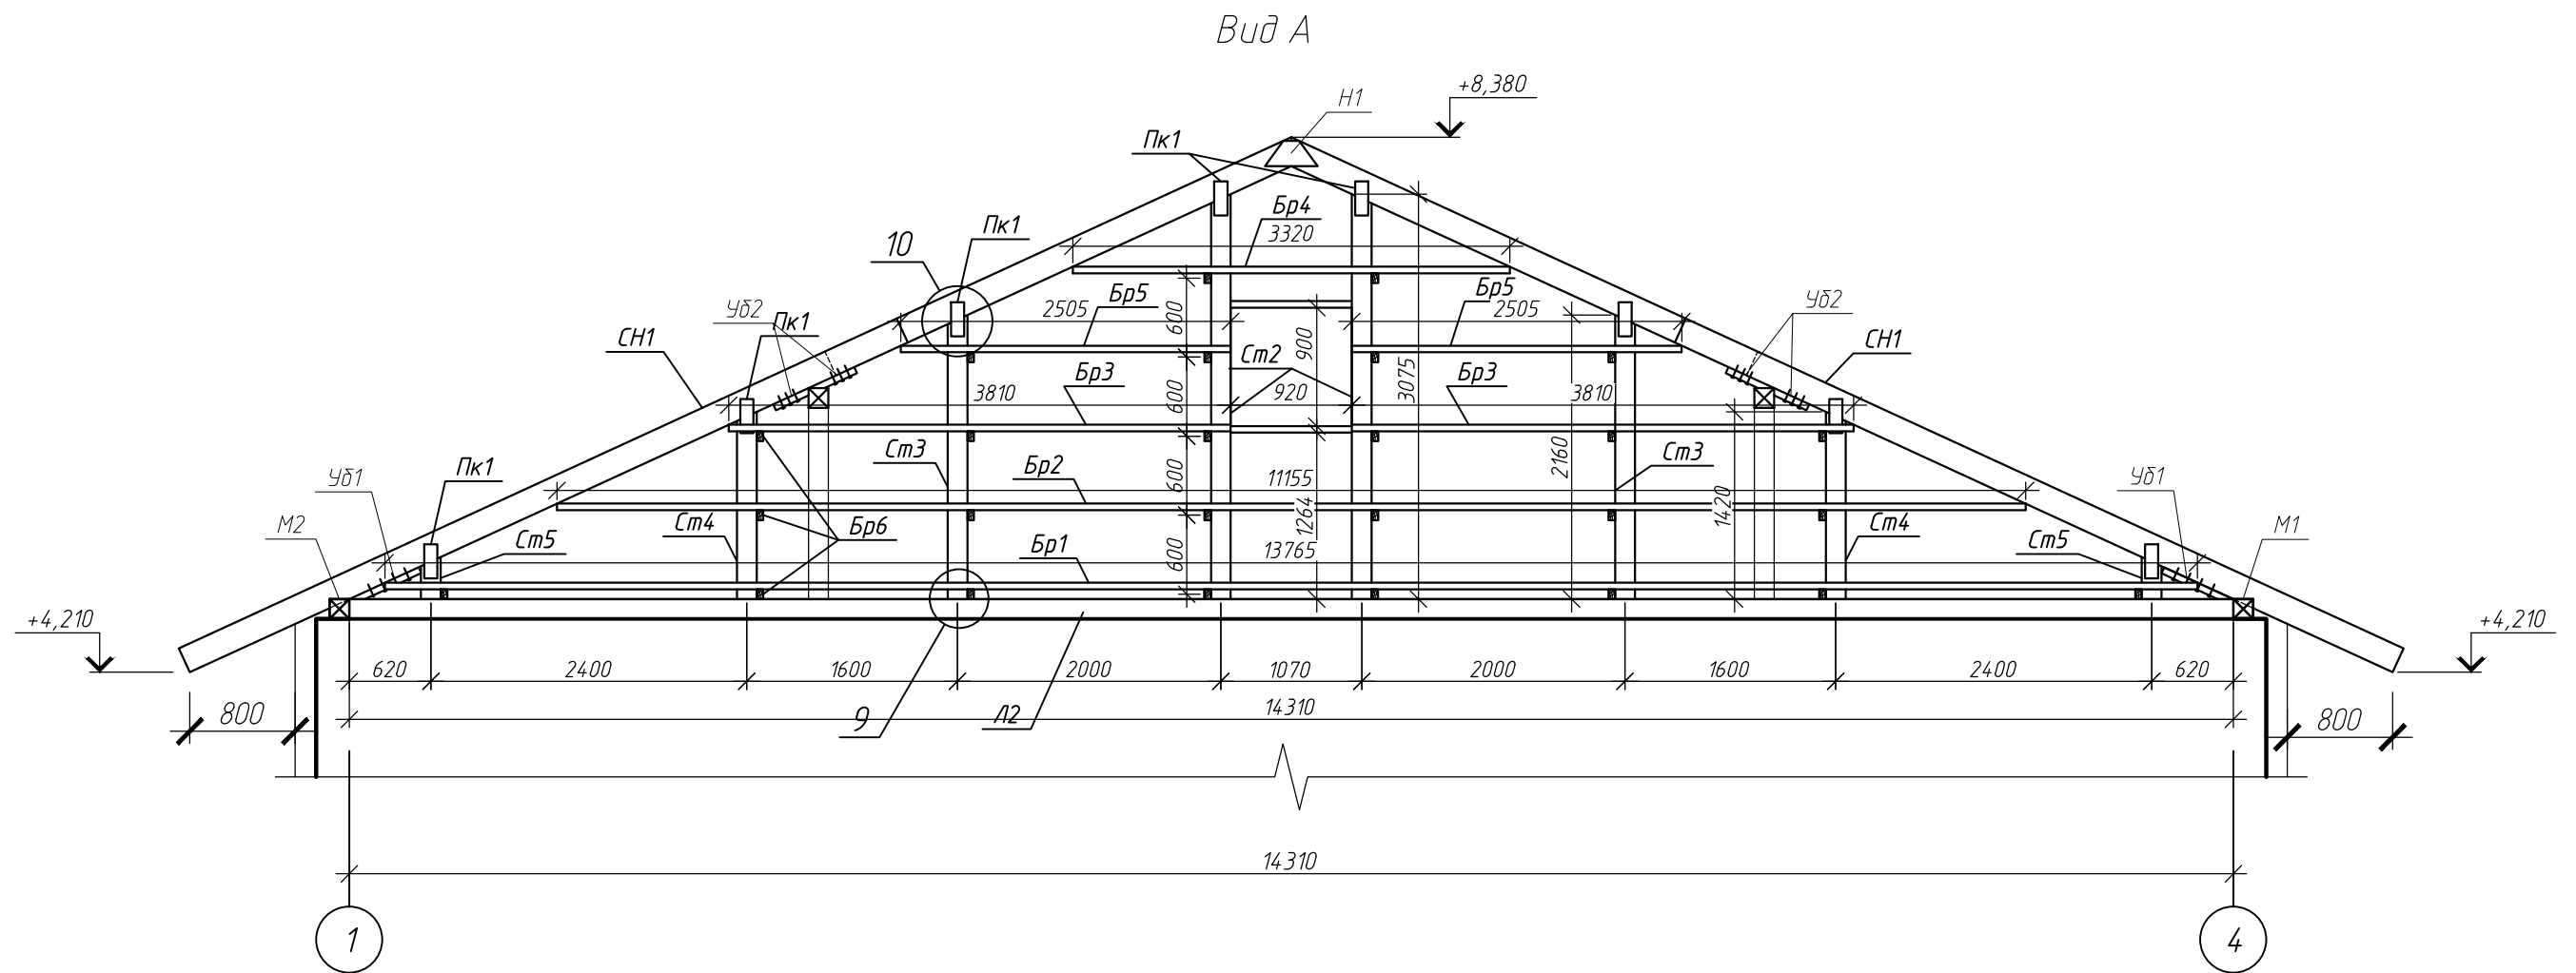 Вид А
+8,380
Н1
Пк1
Бр4
3320
Пк1
10
Бр5
Бр5
2505
2505
600
Уб2
Пк1
Уб2
СН1
СН1
900
Ст2
3075
Бр3
Бр3
3810
920
3810
600
Ст3
2160
Ст3
Пк1
Бр2
11155
600
Уб1
Уб1
1420
1264
М2
Ст4
Бр6
Ст4
М1
Ст5
Бр1
13765
600
Ст5
+4,210
+4,210
620
2400
1600
2000
1070
2000
1600
2400
620
800
9
Л2
14310
800
14310
1
4